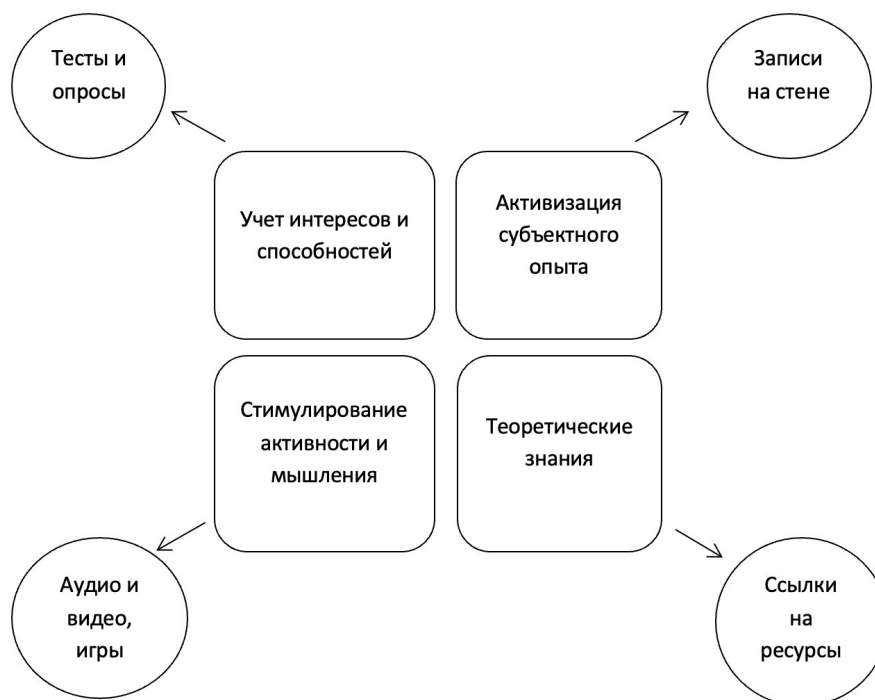 Тесты и
опросы
Записи
на стене
Учет интересов и
способностей
Активизация
субъектного
опыта
Стимулирование
активности и
мышления
Теоретические
знания
Аудио и
видео,
игры
Ссылки
на
ресурсы